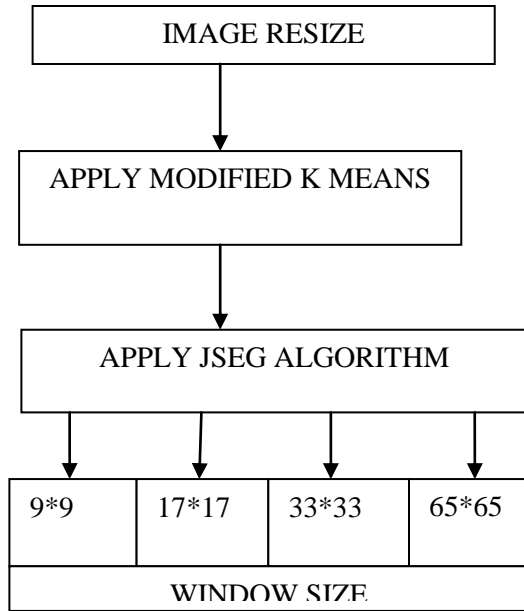 IMAGE RESIZE
APPLY MODIFIED K MEANS
APPLY JSEG ALGORITHM
9*9 17*17 33*33 65*65
WINDOW SIZE